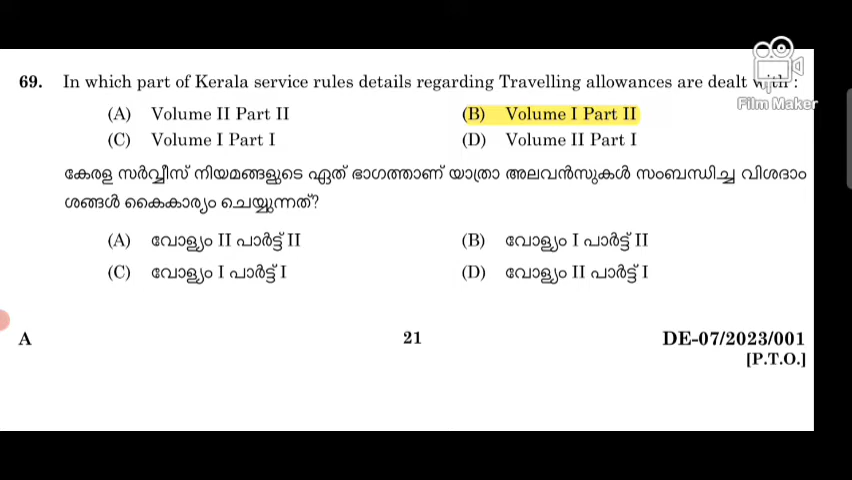 69. In which part of Kerala service rules details regarding Travelling allowances are dealt with :
(A) Volume II Part II (B) Volume I Part II
(C) Volume I Part I (D) Volume II Part I
കേരള സർവ്വീസ് നിയമങ്ങളുടെ ഏത് ഭാഗത്താണ് യാത്രാ അലവൻസുകൾ സംബന്ധിച്ച വിശദാം
ശങ്ങൾ കൈകാര്യം ചെയ്യുന്നത്?
(A) വോള്യം II പാർട്ട് II (B) വോള്യം I പാർട്ട് II
(C) വോള്യം I പാർട്ട് I (D) വോള്യം II പാർട്ട് I
A 21 DE-07/2023/001
[P.T.O.]
Film Maker